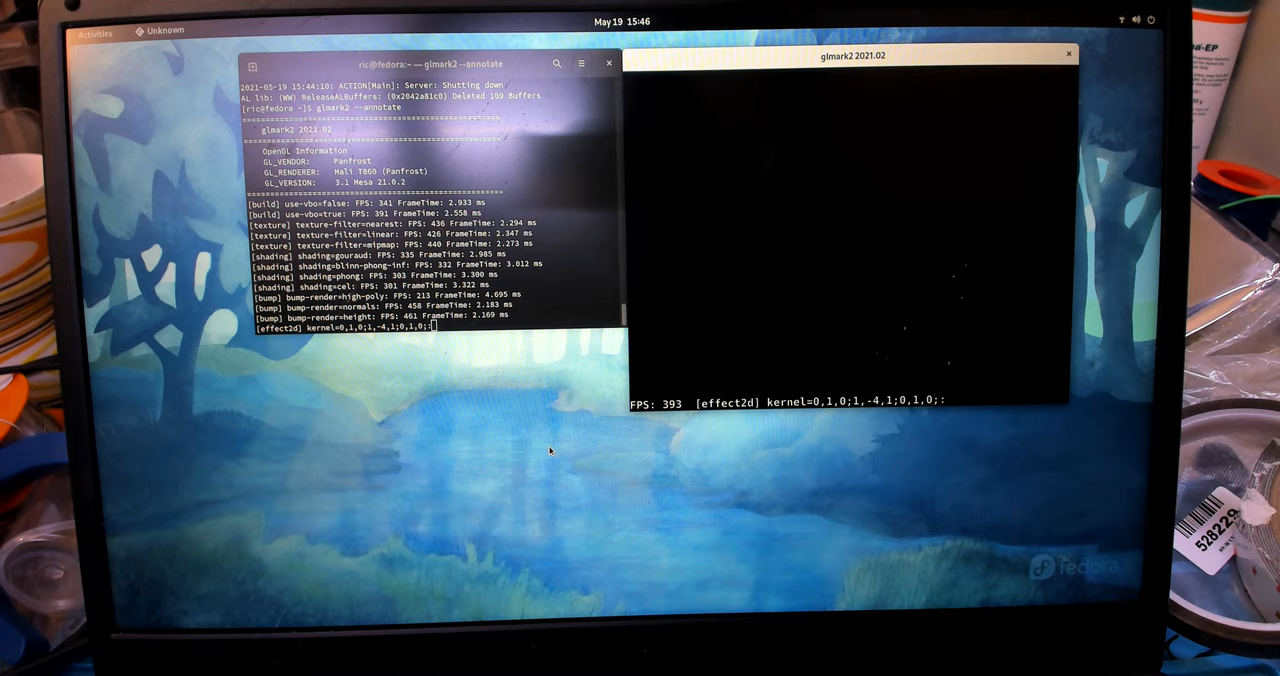 Activities
Unknown
May 19 15:46
ric@fedora:~ — glmark2 --annotate
2021-05-19 15:44:10: ACTION[Main]: Server: Shutting down
AL lib: (WW) ReleaseALBuffers: (0x2042a81c0) Deleted 109 Buffers
[ric@fedora ~]$ glmark2 --annotate
=======================================================
glmark2 2021.02
=======================================================
OpenGL Information
GL_VENDOR: Panfrost
GL_RENDERER: Mali T860 (Panfrost)
GL_VERSION: 3.1 Mesa 21.0.2
=======================================================
[build] use-vbo=false: FPS: 341 FrameTime: 2.933 ms
[build] use-vbo=true: FPS: 391 FrameTime: 2.558 ms
[texture] texture-filter=nearest: FPS: 436 FrameTime: 2.294 ms
[texture] texture-filter=linear: FPS: 426 FrameTime: 2.347 ms
[texture] texture-filter=mipmap: FPS: 440 FrameTime: 2.273 ms
[shading] shading=gouraud: FPS: 335 FrameTime: 2.985 ms
[shading] shading=blinn-phong-inf: FPS: 332 FrameTime: 3.012 ms
[shading] shading=phong: FPS: 303 FrameTime: 3.300 ms
[shading] shading=cel: FPS: 301 FrameTime: 3.322 ms
[bump] bump-render=high-poly: FPS: 213 FrameTime: 4.695 ms
[bump] bump-render=normals: FPS: 458 FrameTime: 2.183 ms
[bump] bump-render=height: FPS: 461 FrameTime: 2.169 ms
[effect2d] kernel=0,1,0;1,-4,1;0,1,0;:
glmark2 2021.02
FPS: 393 [effect2d] kernel=0,1,0;1,-4,1;0,1,0;:
fedora
-EP
528229